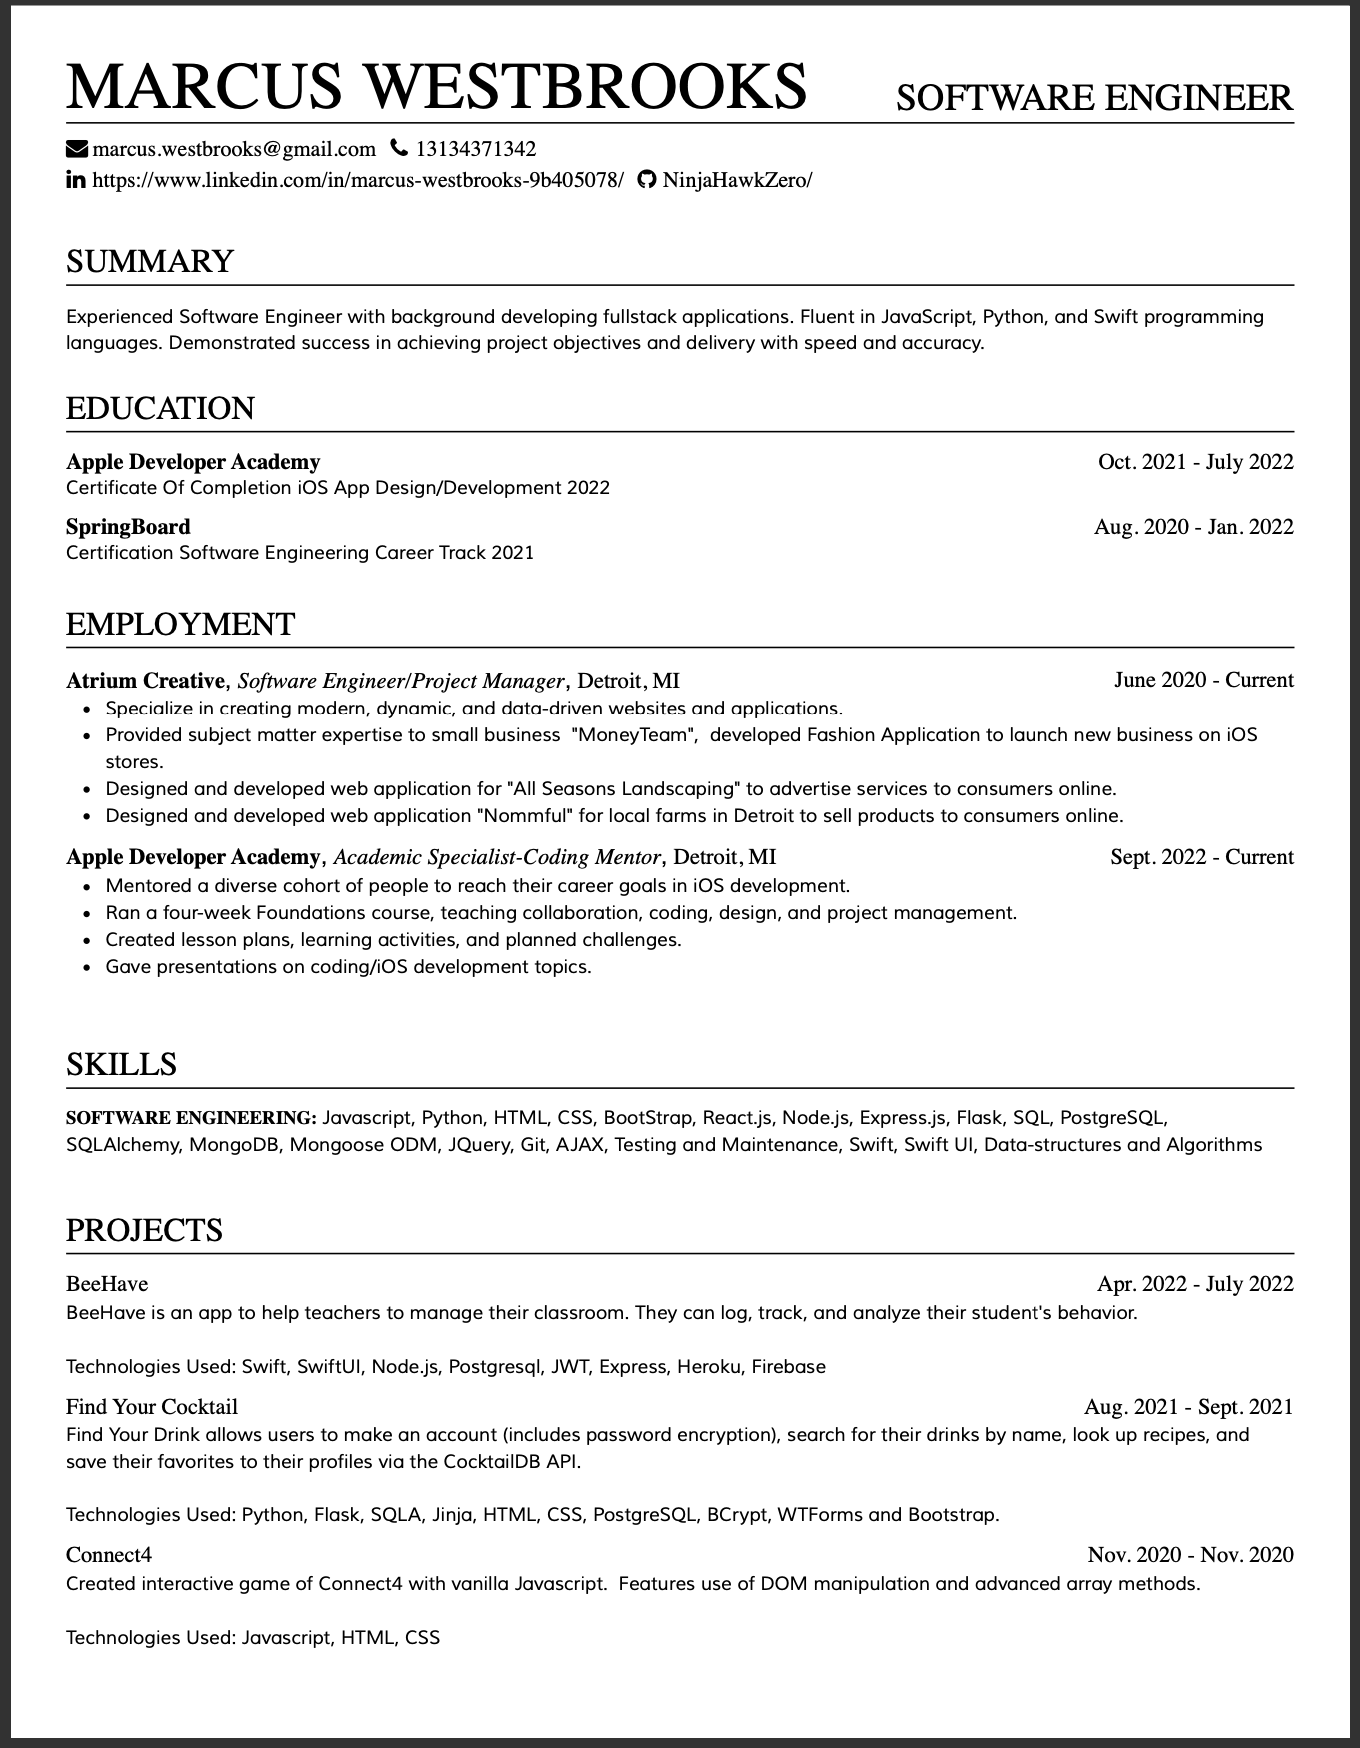 MARCUS WESTBROOKS SOFTWARE ENGINEER
marcus.westbrooks@gmail.com 13134371342
https://www.linkedin.com/in/marcus-westbrooks-9b405078/ NinjaHawkZero/
SUMMARY
Experienced Software Engineer with background developing fullstack applications. Fluent in JavaScript, Python, and Swift programming
languages. Demonstrated success in achieving project objectives and delivery with speed and accuracy.
EDUCATION
Apple Developer Academy Oct. 2021 - July 2022
Certificate Of Completion iOS App Design/Development 2022
SpringBoard Aug. 2020 - Jan. 2022
Certification Software Engineering Career Track 2021
EMPLOYMENT
Atrium Creative, Software Engineer/Project Manager, Detroit, MI June 2020 - Current
• Specialize in creating modern, dynamic, and data-driven websites and applications.
• Provided subject matter expertise to small business  "MoneyTeam",  developed Fashion Application to launch new business on iOS
stores.
• Designed and developed web application for "All Seasons Landscaping" to advertise services to consumers online.
• Designed and developed web application "Nommful" for local farms in Detroit to sell products to consumers online.
Apple Developer Academy, Academic Specialist-Coding Mentor, Detroit, MI Sept. 2022 - Current
• Mentored a diverse cohort of people to reach their career goals in iOS development.
• Ran a four-week Foundations course, teaching collaboration, coding, design, and project management.
• Created lesson plans, learning activities, and planned challenges.
• Gave presentations on coding/iOS development topics.
SKILLS
SOFTWARE ENGINEERING: Javascript, Python, HTML, CSS, BootStrap, React.js, Node.js, Express.js, Flask, SQL, PostgreSQL,
SQLAlchemy, MongoDB, Mongoose ODM, JQuery, Git, AJAX, Testing and Maintenance, Swift, Swift UI, Data-structures and Algorithms
PROJECTS
BeeHave Apr. 2022 - July 2022
BeeHave is an app to help teachers to manage their classroom. They can log, track, and analyze their student's behavior.
Technologies Used: Swift, SwiftUI, Node.js, Postgresql, JWT, Express, Heroku, Firebase
Find Your Cocktail Aug. 2021 - Sept. 2021
Find Your Drink allows users to make an account (includes password encryption), search for their drinks by name, look up recipes, and
save their favorites to their profiles via the CocktailDB API.
Technologies Used: Python, Flask, SQLA, Jinja, HTML, CSS, PostgreSQL, BCrypt, WTForms and Bootstrap.
Connect4 Nov. 2020 - Nov. 2020
Created interactive game of Connect4 with vanilla Javascript.  Features use of DOM manipulation and advanced array methods.
Technologies Used: Javascript, HTML, CSS